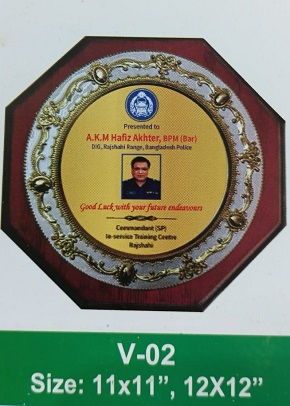 Presented to
A.K.M Hafiz Akhter, BPM (Bar)
DIG, Rajshahi Range, Bangladesh Police
Good Luck with your future endeavours
Commandant (SP)
In-service Training Centre
Rajshahi
V-02
Size: 11x11", 12X12"